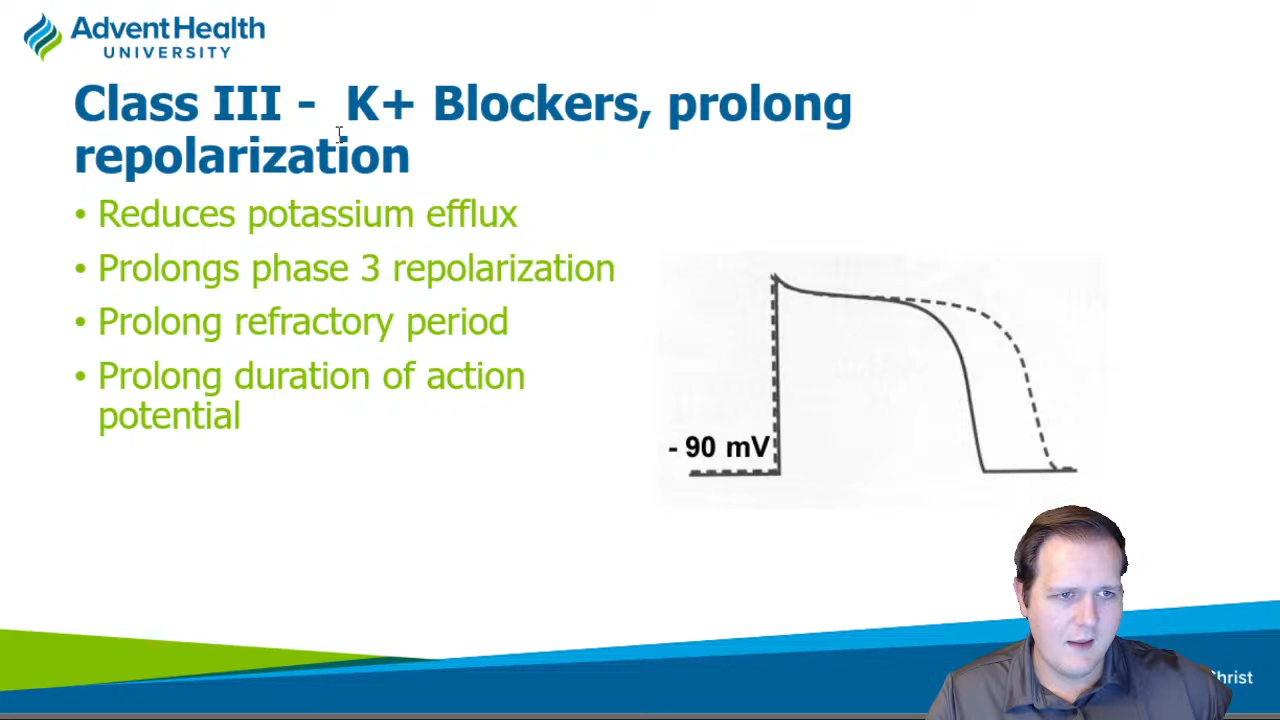 AdventHealth
UNIVERSITY
Class III -  K+ Blockers, prolong
repolarization
• Reduces potassium efflux
• Prolongs phase 3 repolarization
• Prolong refractory period
• Prolong duration of action
potential
- 90 mV
Christ